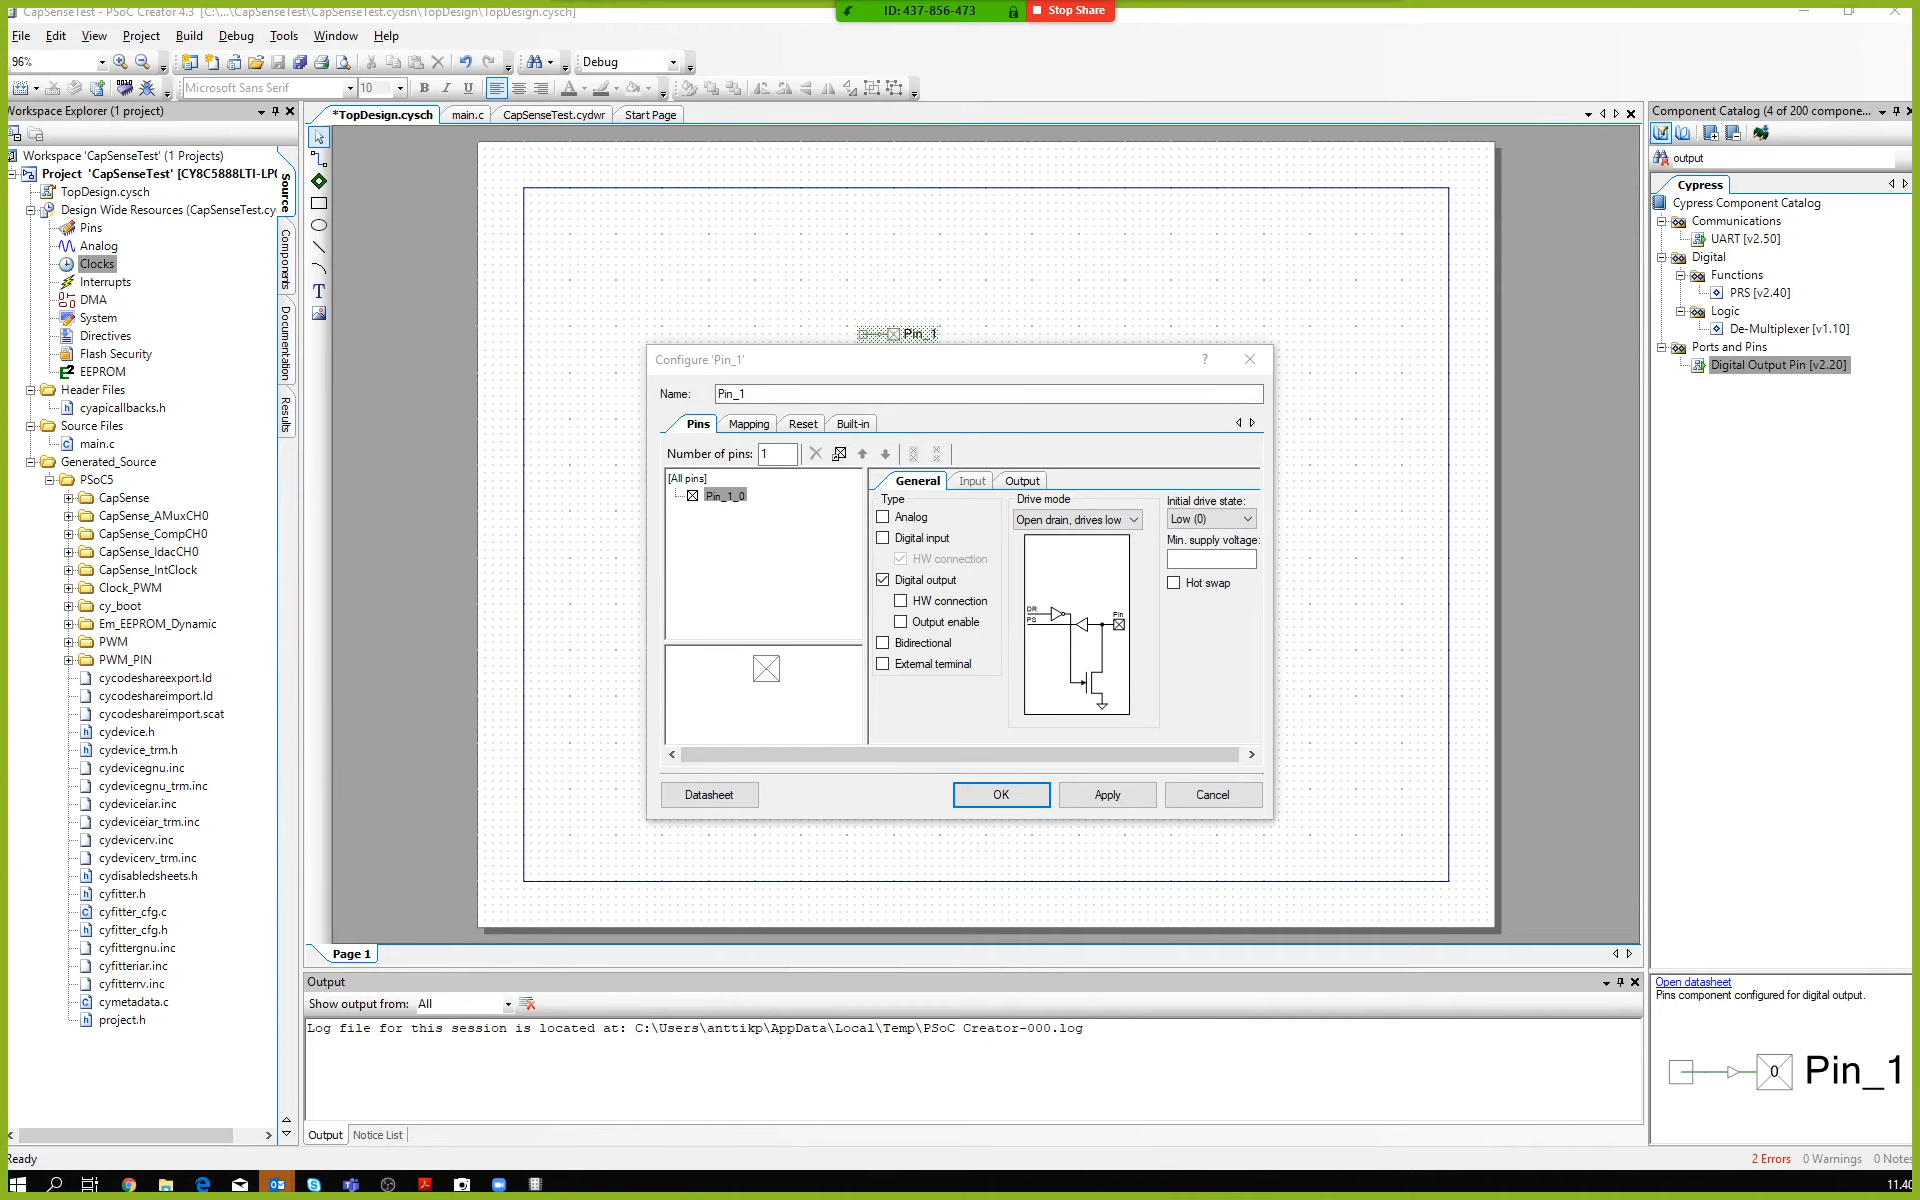 CapSenseTest - PSoC Creator 4.3 [C:\...\CapSenseTest\CapSenseTest.cydsn\TopDesign\TopDesign.cysch]
ID: 437-856-473
Stop Share
File Edit View Project Build Debug Tools Window Help
96%
Debug
Microsoft Sans Serif
10
B I U
Workspace Explorer (1 project)
Workspace 'CapSenseTest' (1 Projects)
Project 'CapSenseTest' [CY8C5888LTI-LP
TopDesign.cysch
Design Wide Resources (CapSenseTest.cy
Pins
Analog
Clocks
Interrupts
DMA
System
Directives
Flash Security
EEPROM
Header Files
cyapicallbacks.h
Source Files
main.c
Generated_Source
PSoC5
CapSense
CapSense_AMuxCH0
CapSense_CompCH0
CapSense_IdacCH0
CapSense_IntClock
Clock_PWM
cy_boot
Em_EEPROM_Dynamic
PWM
PWM_PIN
cycodeshareexport.ld
cycodeshareimport.ld
cycodeshareimport.scat
cydevice.h
cydevice_trm.h
cydevicegnu.inc
cydevicegnu_trm.inc
cydeviceiar.inc
cydeviceiar_trm.inc
cydevicerv.inc
cydevicerv_trm.inc
cydisabledsheets.h
cyfitter.h
cyfitter_cfg.c
cyfitter_cfg.h
cyfittergnu.inc
cyfitteriar.inc
cyfitterrv.inc
cymetadata.c
project.h
Source
Components
Documentation
Results
*TopDesign.cysch
main.c
CapSenseTest.cydwr
Start Page
T
Pin_1
Configure 'Pin_1'
?
Name:
Pin_1
Pins
Mapping
Reset
Built-in
Number of pins:
1
[All pins]
Pin_1_0
General
Input
Output
Type
Analog
Digital input
HW connection
Digital output
HW connection
Output enable
Bidirectional
External terminal
Drive mode
Open drain, drives low
DR
PS
Pin
Initial drive state:
Low (0)
Min. supply voltage:
Hot swap
Datasheet
OK
Apply
Cancel
Page 1
Output
Show output from:
All
Log file for this session is located at: C:\Users\anttikp\AppData\Local\Temp\PSoC Creator-000.log
Output
Notice List
Component Catalog (4 of 200 compone...
output
Cypress
Cypress Component Catalog
Communications
UART [v2.50]
Digital
Functions
PRS [v2.40]
Logic
De-Multiplexer [v1.10]
Ports and Pins
Digital Output Pin [v2.20]
Open datasheet
Pins component configured for digital output.
0
Pin_1
Ready
2 Errors
0 Warnings
0 Notes
11.40